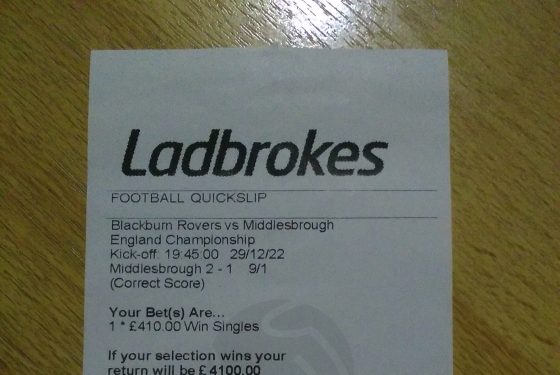 Ladbrokes
FOOTBALL QUICKSLIP
Blackburn Rovers vs Middlesbrough
England Championship
Kick-off: 19:45:00 29/12/22
Middlesbrough 2 - 1 9/1
(Correct Score)
Your Bet(s) Are...
1 * £410.00 Win Singles
If your selection wins your
return will be £4100.00